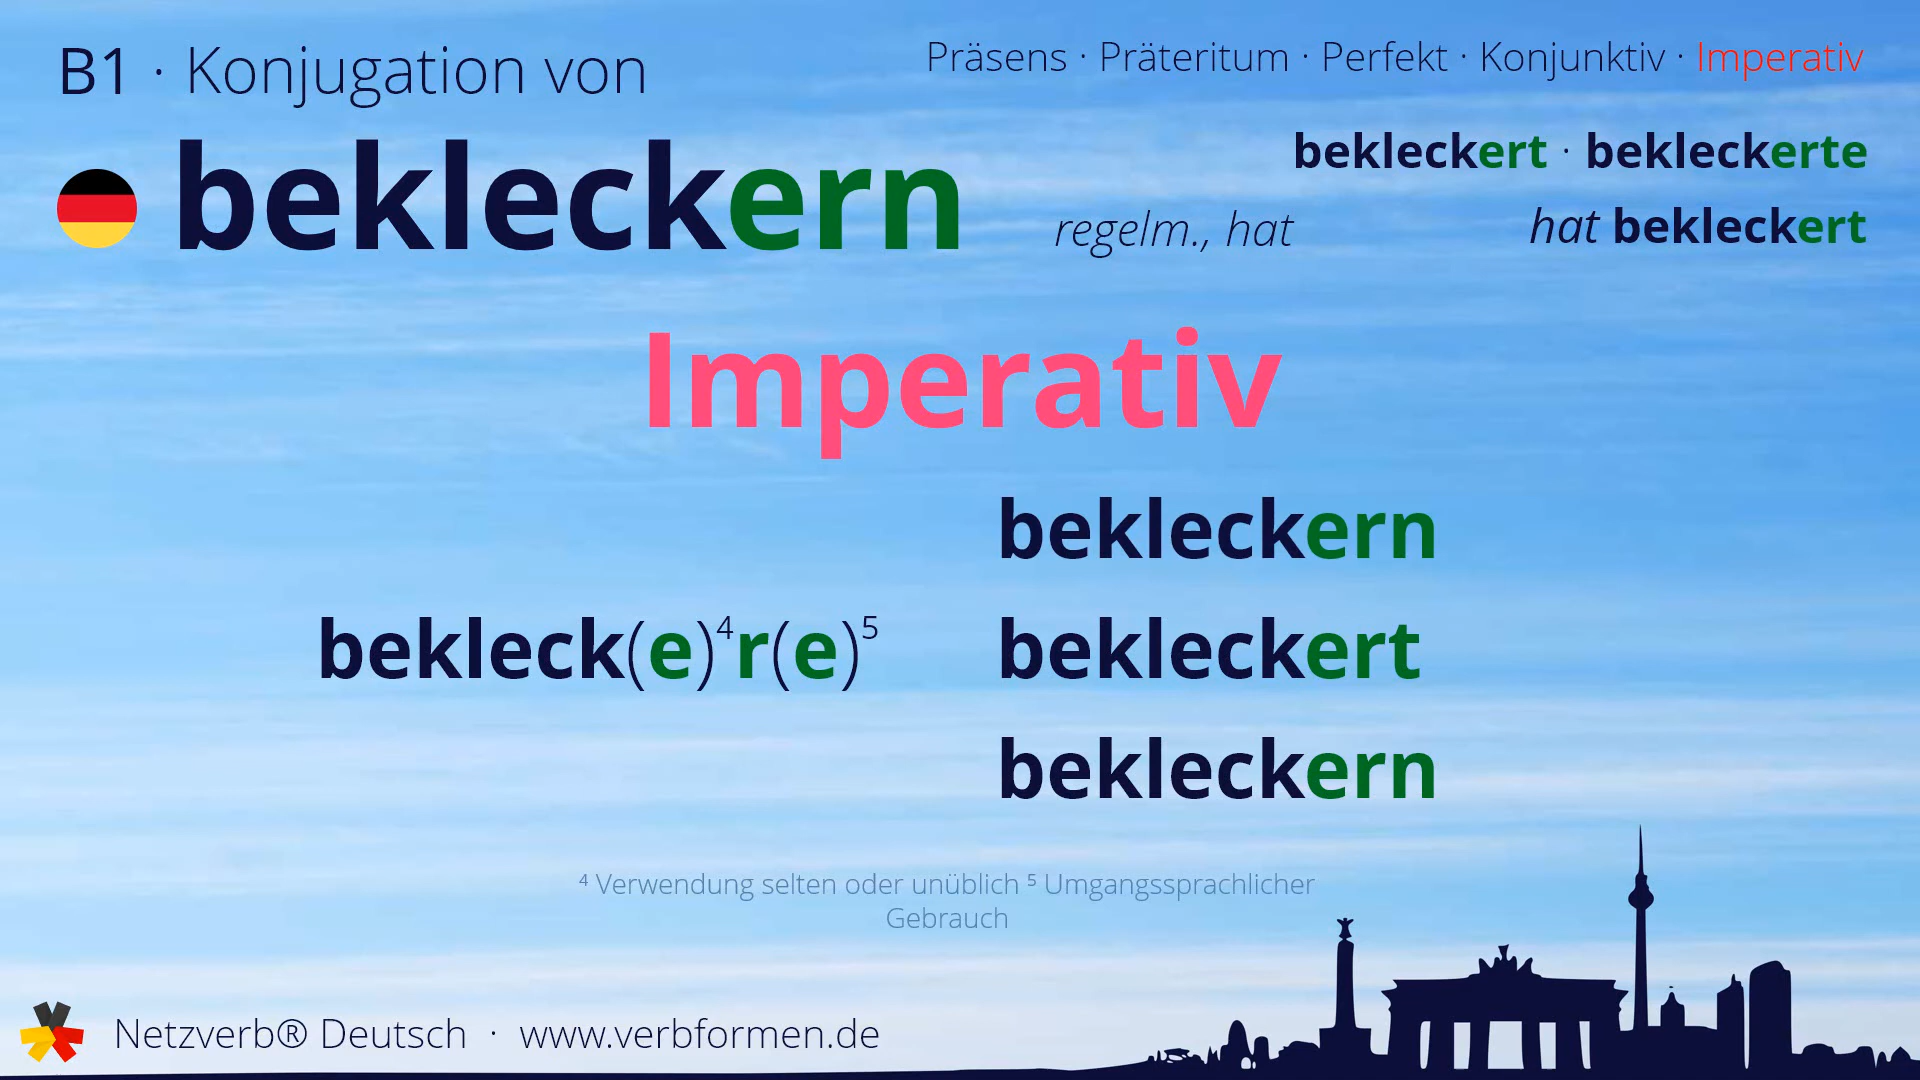 B1 · Konjugation von
Präsens · Präteritum · Perfekt · Konjunktiv · Imperativ
bekleckern
regelm., hat
bekleckert · bekleckerte
hat bekleckert
Imperativ
bekleckern
bekleck(e)⁴r(e)⁵
bekleckert
bekleckern
⁴ Verwendung selten oder unüblich ⁵ Umgangssprachlicher
Gebrauch
Netzverb® Deutsch · www.verbformen.de